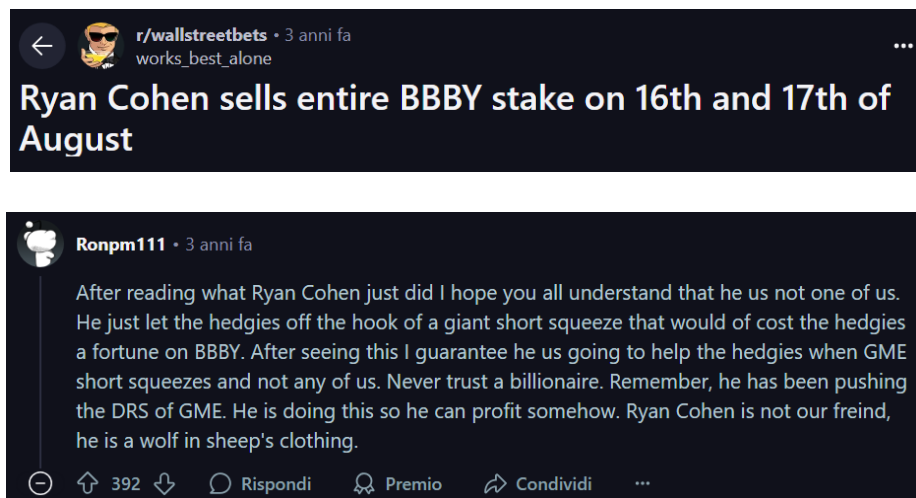 r/wallstreetbets • 3 anni fa
works_best_alone
Ryan Cohen sells entire BBBY stake on 16th and 17th of
August
Ronpm111 • 3 anni fa
After reading what Ryan Cohen just did I hope you all understand that he us not one of us.
He just let the hedgies off the hook of a giant short squeeze that would of cost the hedgies
a fortune on BBBY. After seeing this I guarantee he us going to help the hedgies when GME
short squeezes and not any of us. Never trust a billionaire. Remember, he has been pushing
the DRS of GME. He is doing this so he can profit somehow. Ryan Cohen is not our freind,
he is a wolf in sheep's clothing.
392 Rispondi Premio Condividi